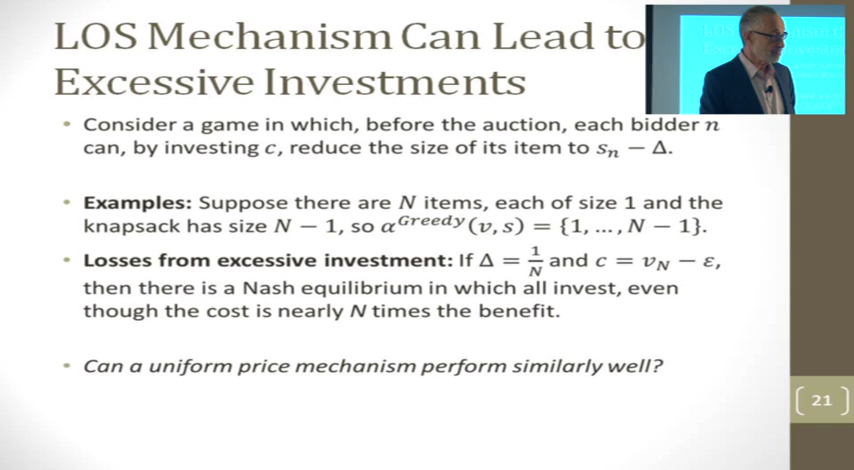 LOS Mechanism Can Lead to
Excessive Investments
• Consider a game in which, before the auction, each bidder n
can, by investing c, reduce the size of its item to sₙ − Δ.
• Examples: Suppose there are N items, each of size 1 and the
knapsack has size N − 1, so α^Greedy(v, s) = {1, …, N − 1}.
• Losses from excessive investment: If Δ = 1/N and c = v_N − ε,
then there is a Nash equilibrium in which all invest, even
though the cost is nearly N times the benefit.
• Can a uniform price mechanism perform similarly well?
21